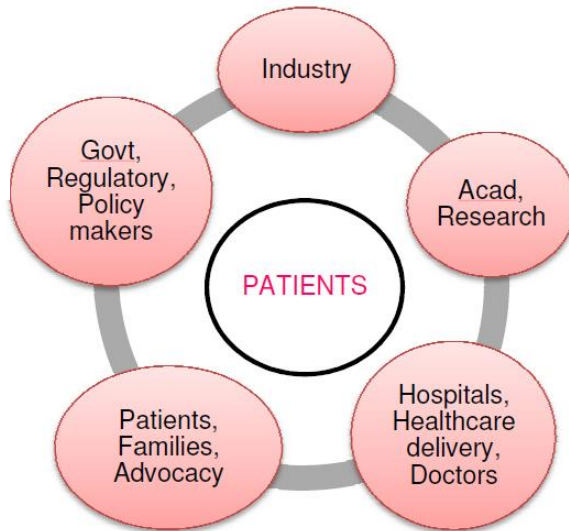 Industry
Govt,
Regulatory,
Policy
makers
Acad,
Research
PATIENTS
Patients,
Families,
Advocacy
Hospitals,
Healthcare
delivery,
Doctors